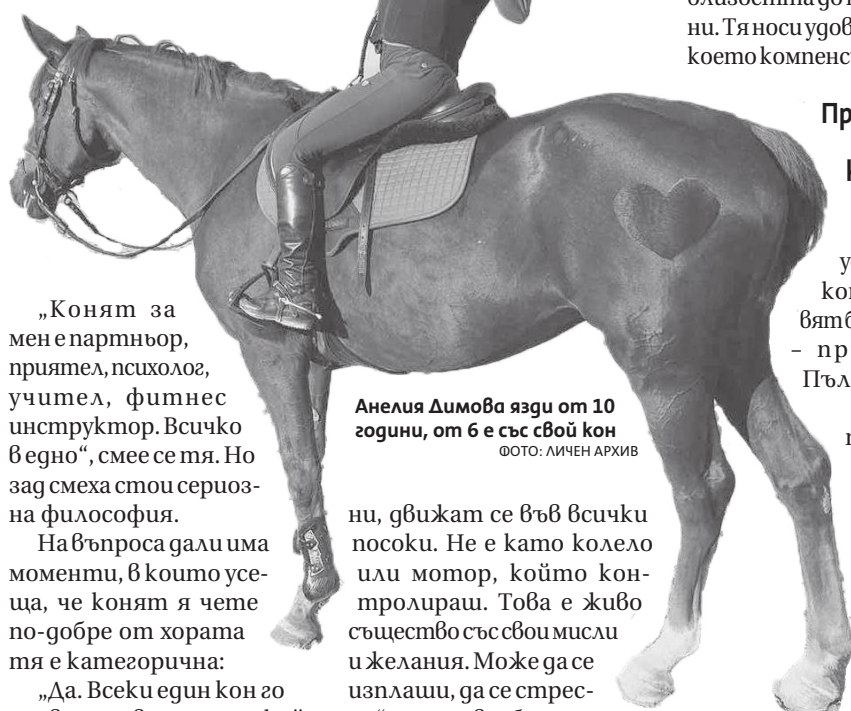 „Конят за
мен е партньор,
приятел, психолог,
учител, фитнес
инструктор. Всичко
в едно“, смее се тя. Но
зад смеха стои сериоз-
на философия.
На въпроса дали има
моменти, в които усе-
ща, че конят я чете
по-добре от хората
тя е категорична:
„Да. Всеки един кон го
Анелия Димова язди от 10
години, от 6 е със свой кон
ФОТО: ЛИЧЕН АРХИВ
ни, движат се във всички
посоки. Не е като колело
или мотор, който кон-
тролираш. Това е живо
същество със свои мисли
и желания. Може да се
изплаши, да се стрес-
ни. Тя носи удов
което компенс
Пр
– пр
Пъл